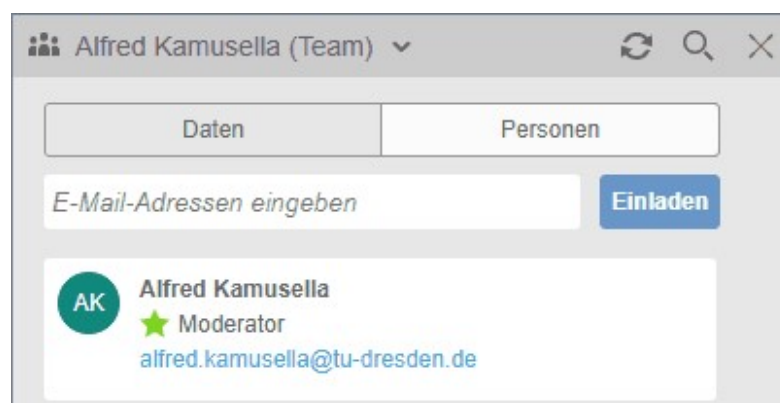 Alfred Kamusella (Team)
Daten Personen
E-Mail-Adressen eingeben Einladen
AK
Alfred Kamusella
Moderator
alfred.kamusella@tu-dresden.de